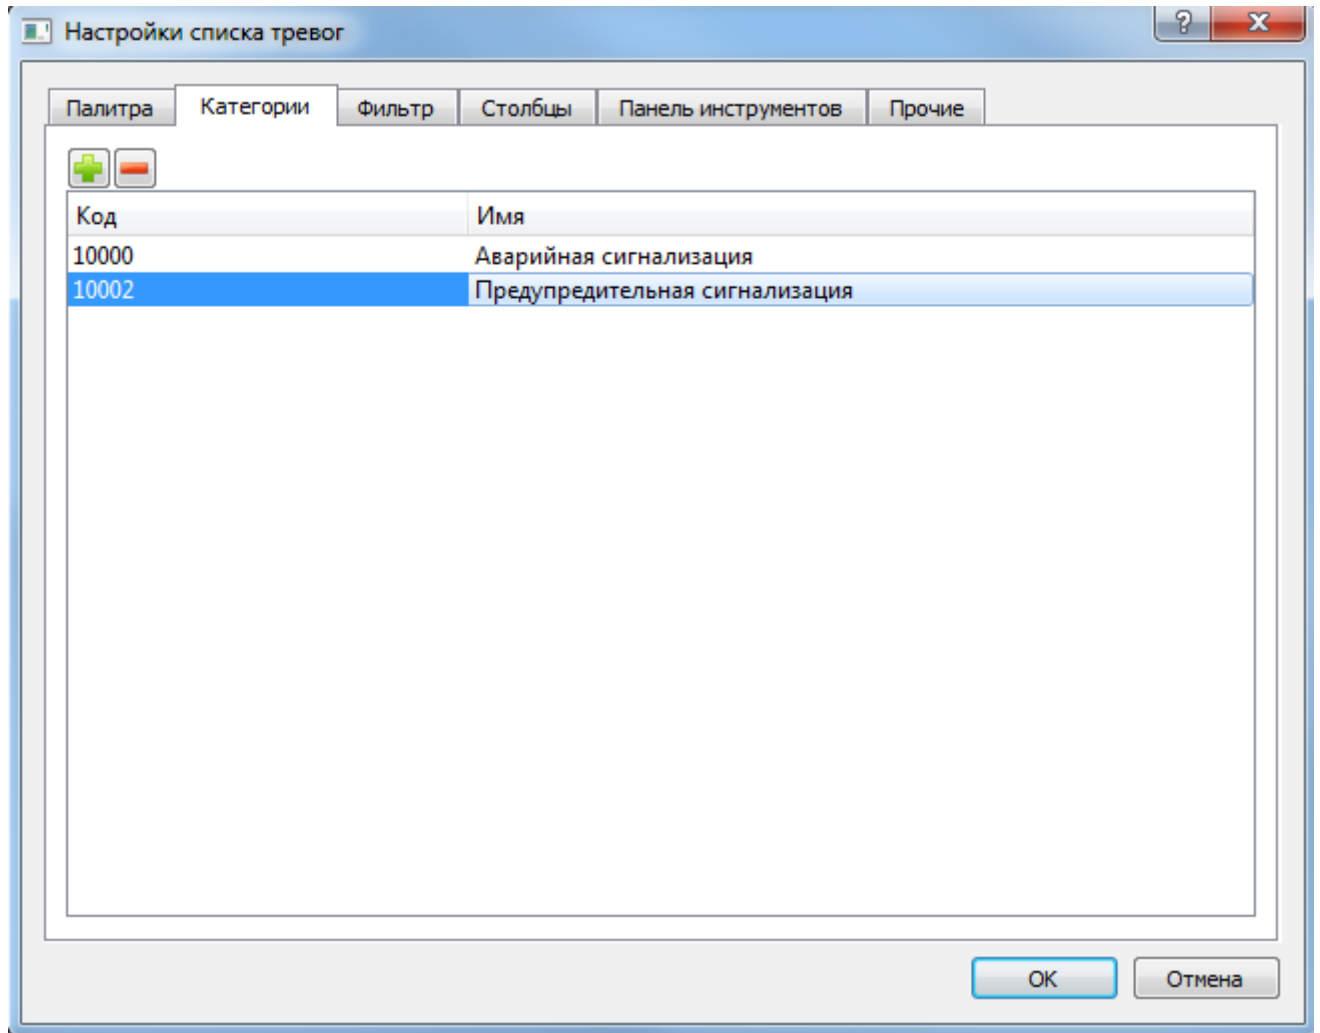 Настройки списка тревог
Палитра Категории Фильтр Столбцы Панель инструментов Прочие
Код Имя
10000 Аварийная сигнализация
10002 Предупредительная сигнализация
OK Отмена